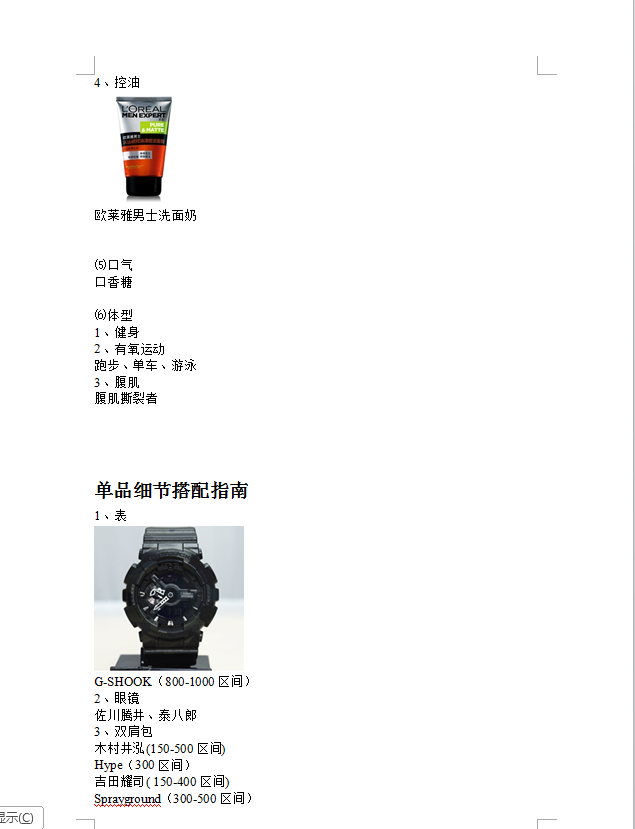 4、控油
L'ORÉAL
MEN EXPERT
PURE
& MATTE
欧莱雅男士洗面奶
⑸口气
口香糖
⑹体型
1、健身
2、有氧运动
跑步、单车、游泳
3、腹肌
腹肌撕裂者
单品细节搭配指南
1、表
G-SHOOK（800-1000 区间）
2、眼镜
佐川腾井、泰八郎
3、双肩包
木村井泓(150-500 区间)
Hype（300 区间）
吉田耀司( 150-400 区间)
Sprayground（300-500 区间）
显示(C)